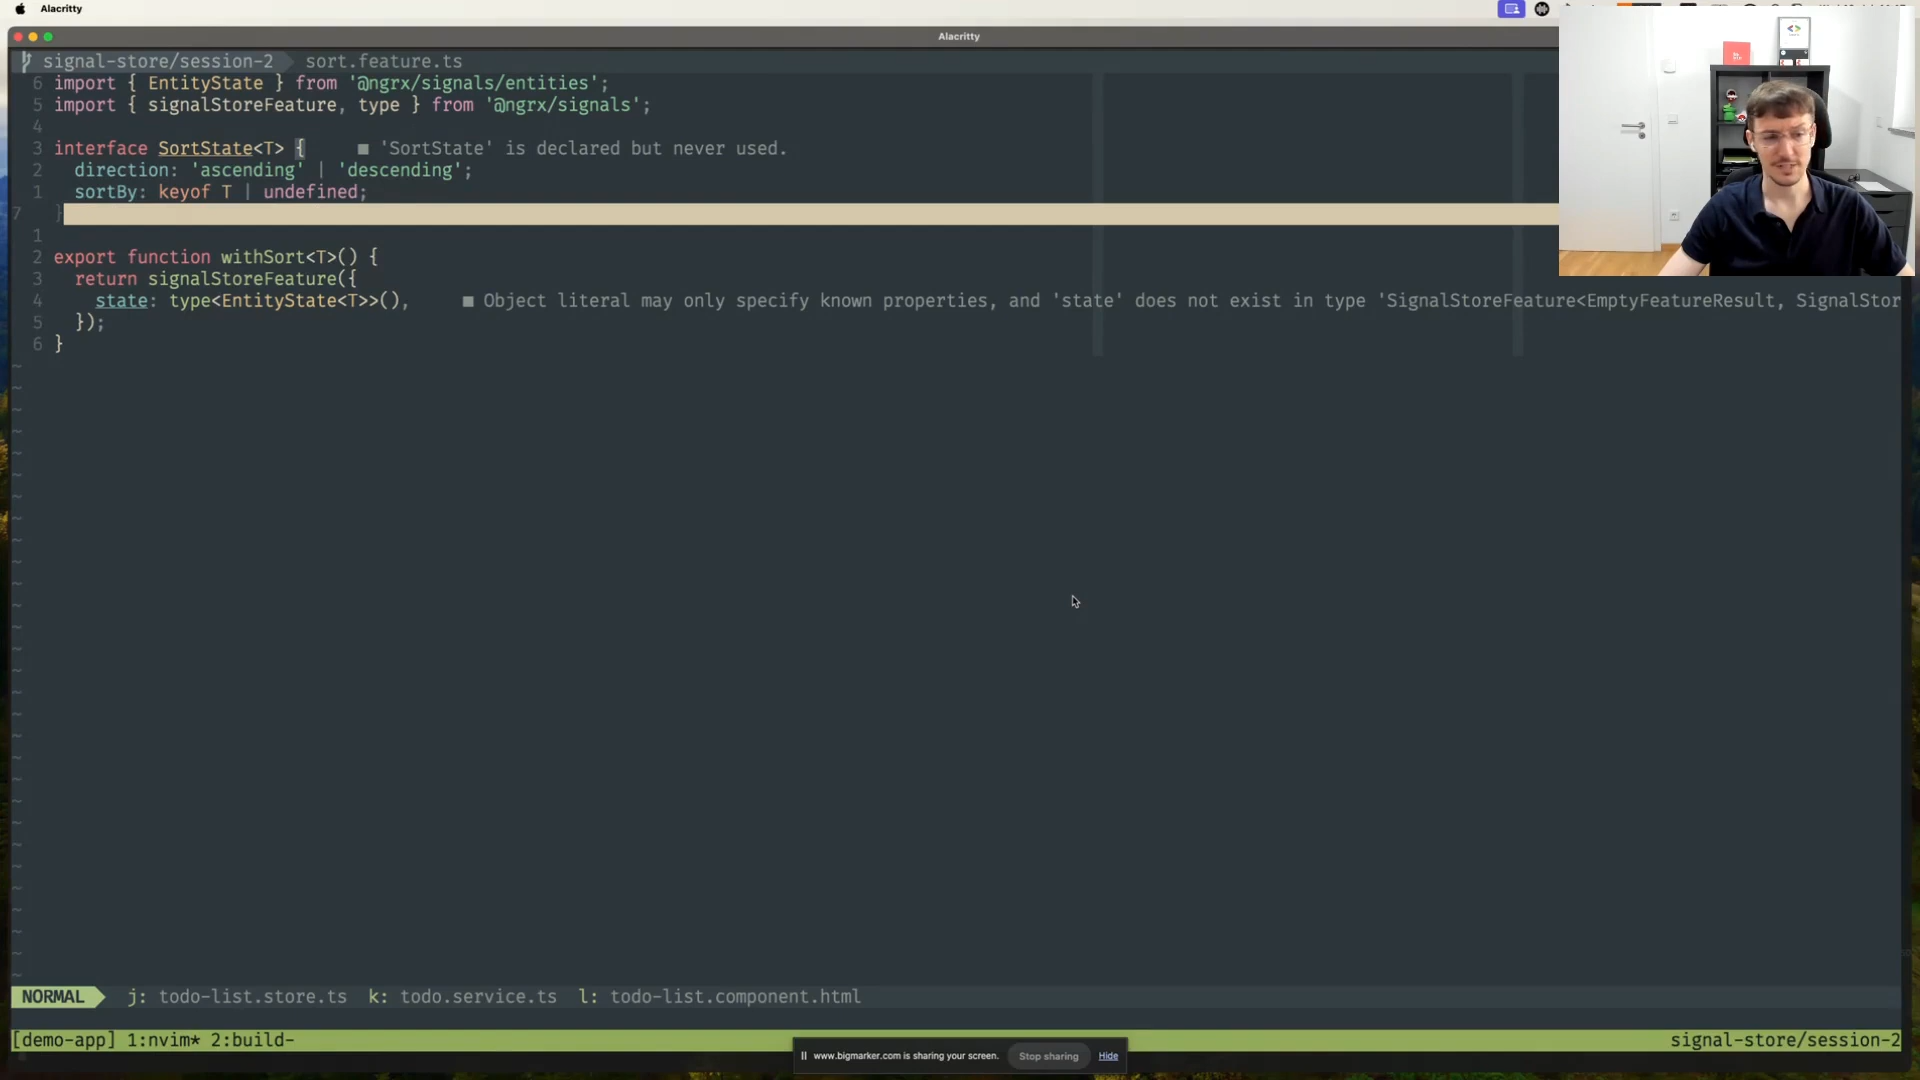 Alacritty
Alacritty
signal-store/session-2 sort.feature.ts
6 import { EntityState } from '@ngrx/signals/entities';
5 import { signalStoreFeature, type } from '@ngrx/signals';
4
3 interface SortState<T> { ■ 'SortState' is declared but never used.
2 direction: 'ascending' | 'descending';
1 sortBy: keyof T | undefined;
7 }
1
2 export function withSort<T>() {
3 return signalStoreFeature({
4 state: type<EntityState<T>>(), ■ Object literal may only specify known properties, and 'state' does not exist in type 'SignalStoreFeature<EmptyFeatureResult, SignalStor
5 });
6 }
NORMAL j: todo-list.store.ts k: todo.service.ts l: todo-list.component.html
[demo-app] 1:nvim* 2:build- signal-store/session-2
www.bigmarker.com is sharing your screen. Stop sharing Hide